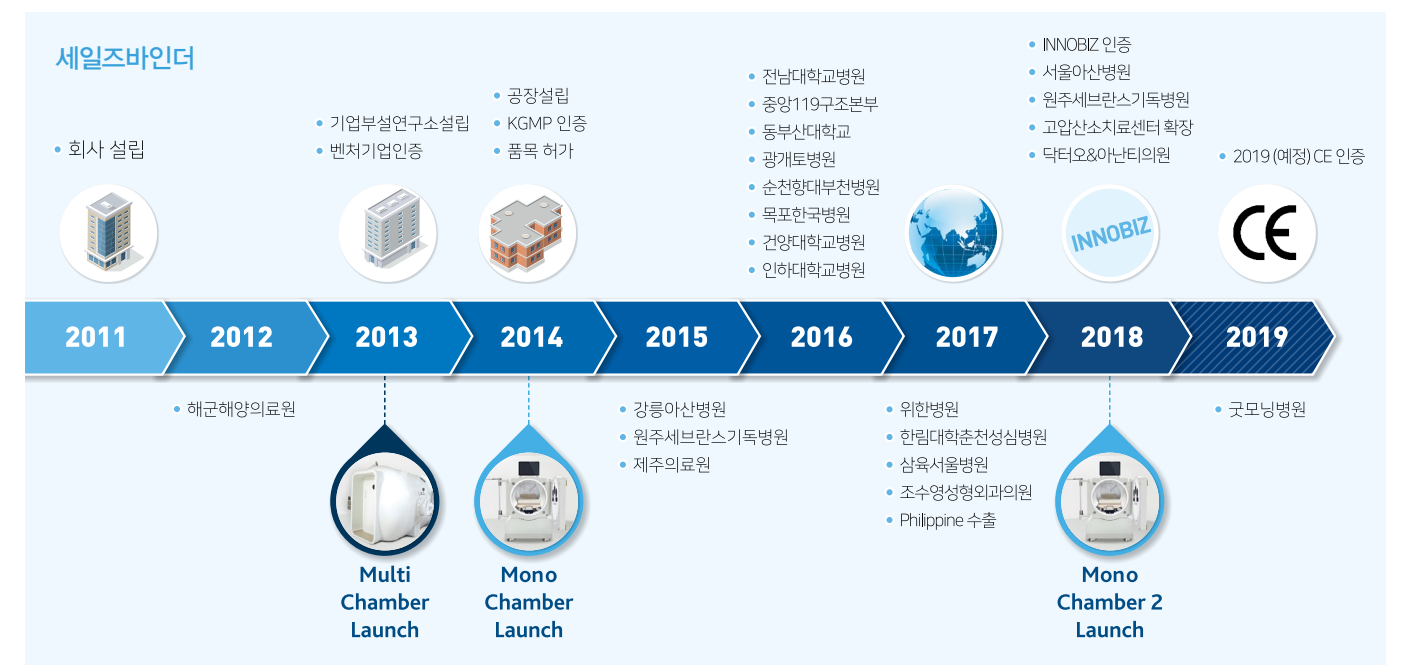 세일즈바인더
• 회사 설립
• 기업부설연구소설립
• 벤처기업인증
• 공장설립
• KGMP 인증
• 품목 허가
• 전남대학교병원
• 중앙119구조본부
• 동부산대학교
• 광개토병원
• 순천향대부천병원
• 목포한국병원
• 건양대학교병원
• 인하대학교병원
• INNOBIZ 인증
• 서울아산병원
• 원주세브란스기독병원
• 고압산소치료센터 확장
• 닥터오&아난티의원
• 2019 (예정) CE 인증
INNOBIZ
CE
2011
2012
2013
2014
2015
2016
2017
2018
2019
• 해군해양의료원
Multi
Chamber
Launch
Mono
Chamber
Launch
• 강릉아산병원
• 원주세브란스기독병원
• 제주의료원
• 위한병원
• 한림대학춘천성심병원
• 삼육서울병원
• 조수영성형외과의원
• Philippine 수출
Mono
Chamber 2
Launch
• 굿모닝병원